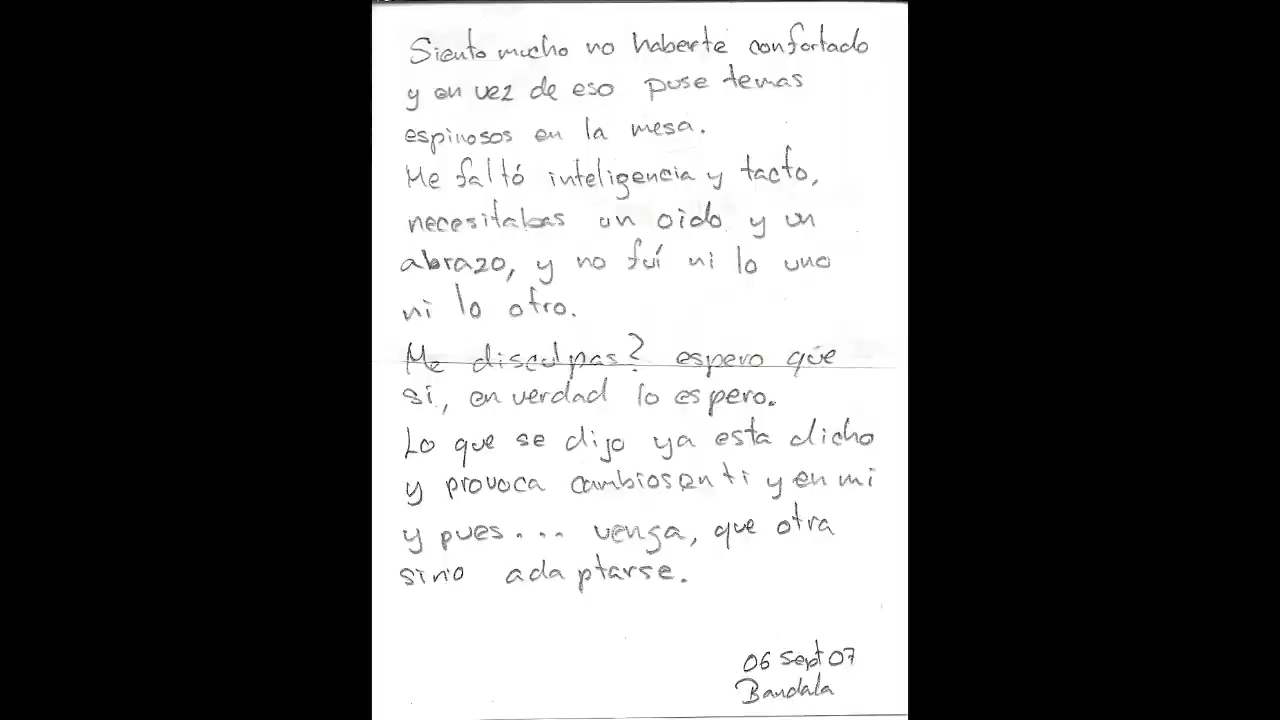 Siento mucho no haberte confortado
y en vez de eso puse temas
espinosos en la mesa.
Me faltó inteligencia y tacto,
necesitabas un oido y un
abrazo, y no fuí ni lo uno
ni lo otro.
Me disculpas? espero que
si, en verdad lo espero.
Lo que se dijo ya esta dicho
y provoca cambios en ti y en mi
y pues... venga, que otra
sino adaptarse.
06 Sept 07
Bandala